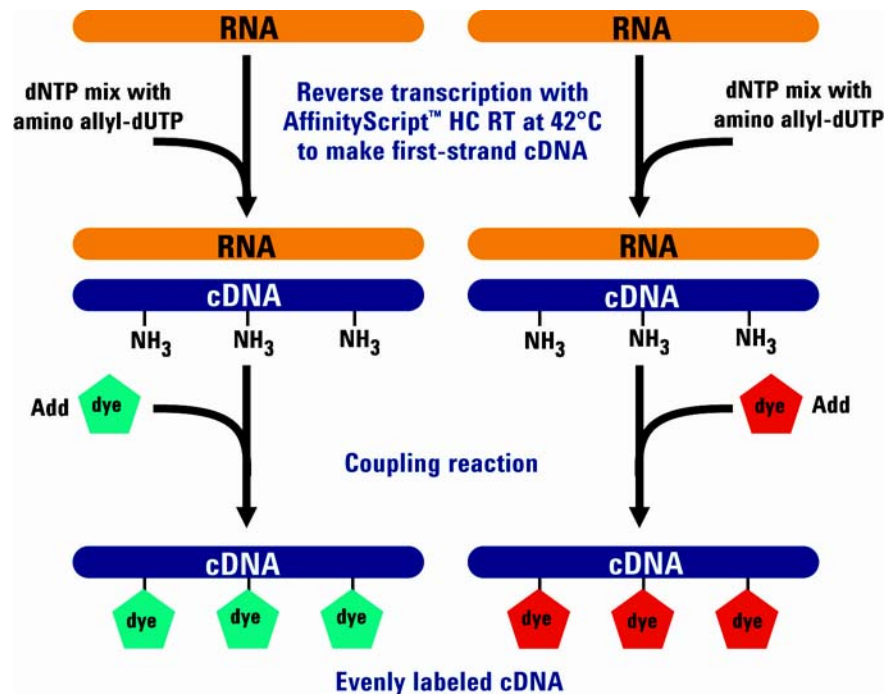 RNA
RNA
dNTP mix with
amino allyl-dUTP
Reverse transcription with
AffinityScript™ HC RT at 42°C
to make first-strand cDNA
dNTP mix with
amino allyl-dUTP
RNA
RNA
cDNA
cDNA
NH3 NH3 NH3
NH3 NH3 NH3
Add dye
dye Add
Coupling reaction
cDNA
cDNA
dye dye dye
dye dye dye
Evenly labeled cDNA